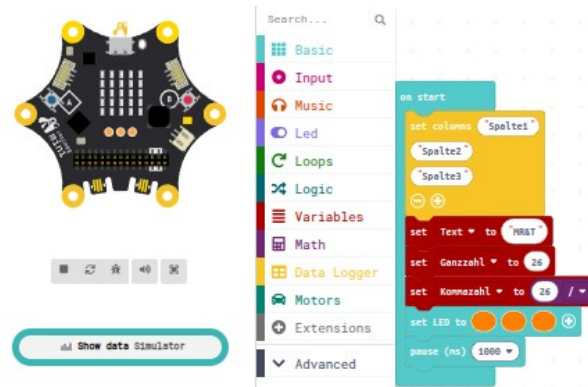 Search...
Basic
Input
Music
Led
Loops
Logic
Variables
Math
Data Logger
Motors
Extensions
Advanced
A
B
mini
Show data Simulator
on start
set columns "Spalte1"
"Spalte2"
"Spalte3"
set Text to "MR&T"
set Ganzzahl to 26
set Kommazahl to 26 /
set LED to
pause (ms) 1000